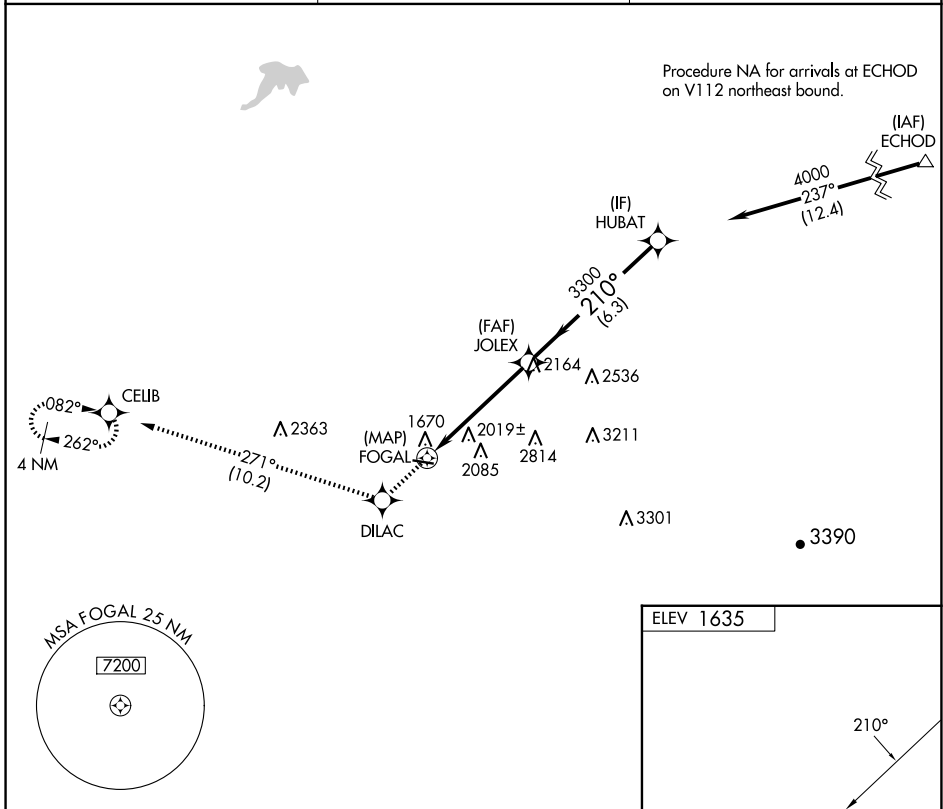 Procedure NA for arrivals at ECHOD
on V112 northeast bound.
(IAF)
ECHOD
4000
237°
(12.4)
(IF)
HUBAT
3300
210°
(6.3)
(FAF)
JOLEX
2164
2536
CELIB
082°
262°
4 NM
2363
271°
(10.2)
1670
(MAP)
FOGAL
2019±
2085
2814
3211
DILAC
3301
3390
MSA FOGAL 25 NM
7200
ELEV 1635
210°